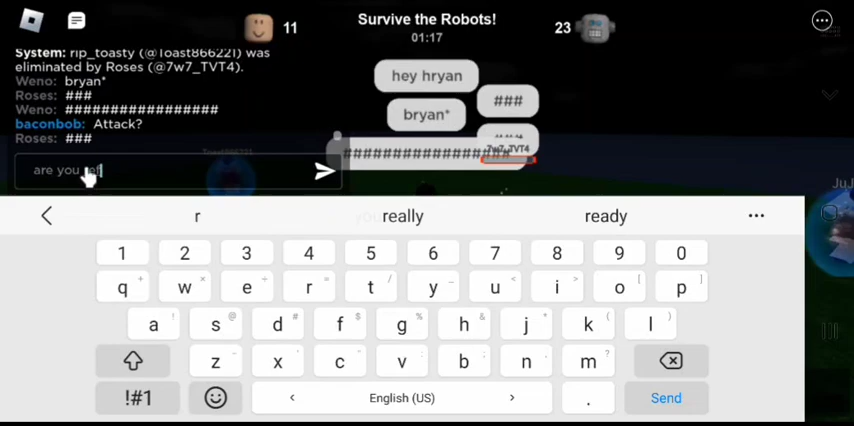 11
Survive the Robots!
01:17
23
System: rip_toasty (@Toast866221) was
eliminated by Roses (@7w7_TVT4).
Weno: bryan*
Roses: ###
Weno: #################
baconbob: Attack?
Roses: ###
hey hryan
###
bryan*
#################
7w7_TVT4
are you
JuJ
r really ready
1 2 3 4 5 6 7 8 9 0
q w e r t y u i o p
a s d f g h j k l
z x c v b n m
!#1 English (US) . Send